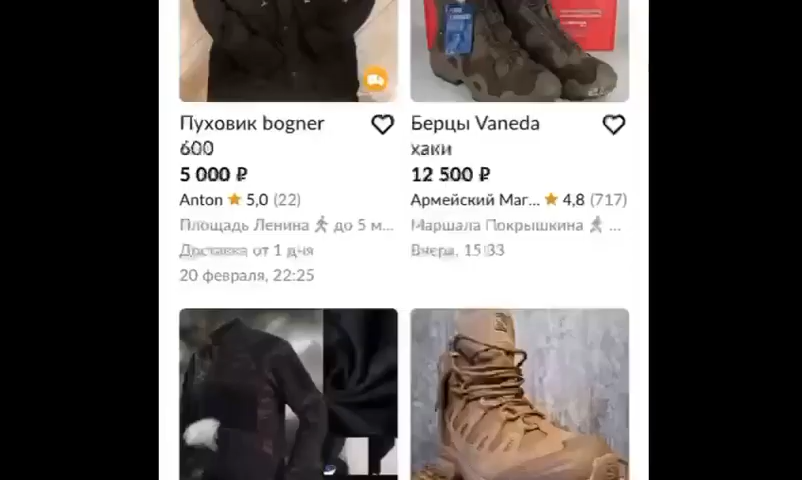 Пуховик bogner
600
5 000 ₽
Anton ★ 5,0 (22)
Площадь Ленина до 5 м...
Доставка от 1 дня
20 февраля, 22:25
Берцы Vaneda
хаки
12 500 ₽
Армейский Маг... ★ 4,8 (717)
Маршала Покрышкина ...
Вчера, 15:33